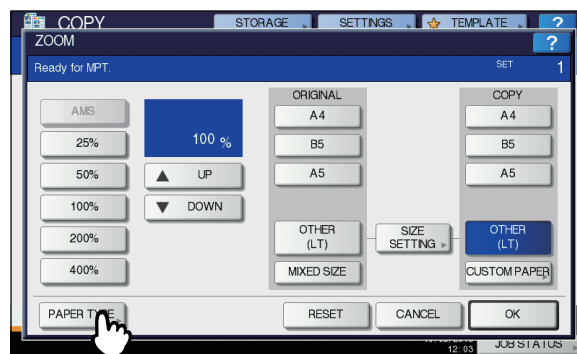 COPY
STORAGE
SETTINGS
TEMPLATE
?
ZOOM
?
Ready for MPT.
SET
1
ORIGINAL
COPY
AMS
25%
50%
100%
200%
400%
100 %
UP
DOWN
A4
B5
A5
OTHER
(LT)
MIXED SIZE
SIZE
SETTING
A4
B5
A5
OTHER
(LT)
CUSTOM PAPER
PAPER TYPE
RESET
CANCEL
OK
12:03
JOB STATUS